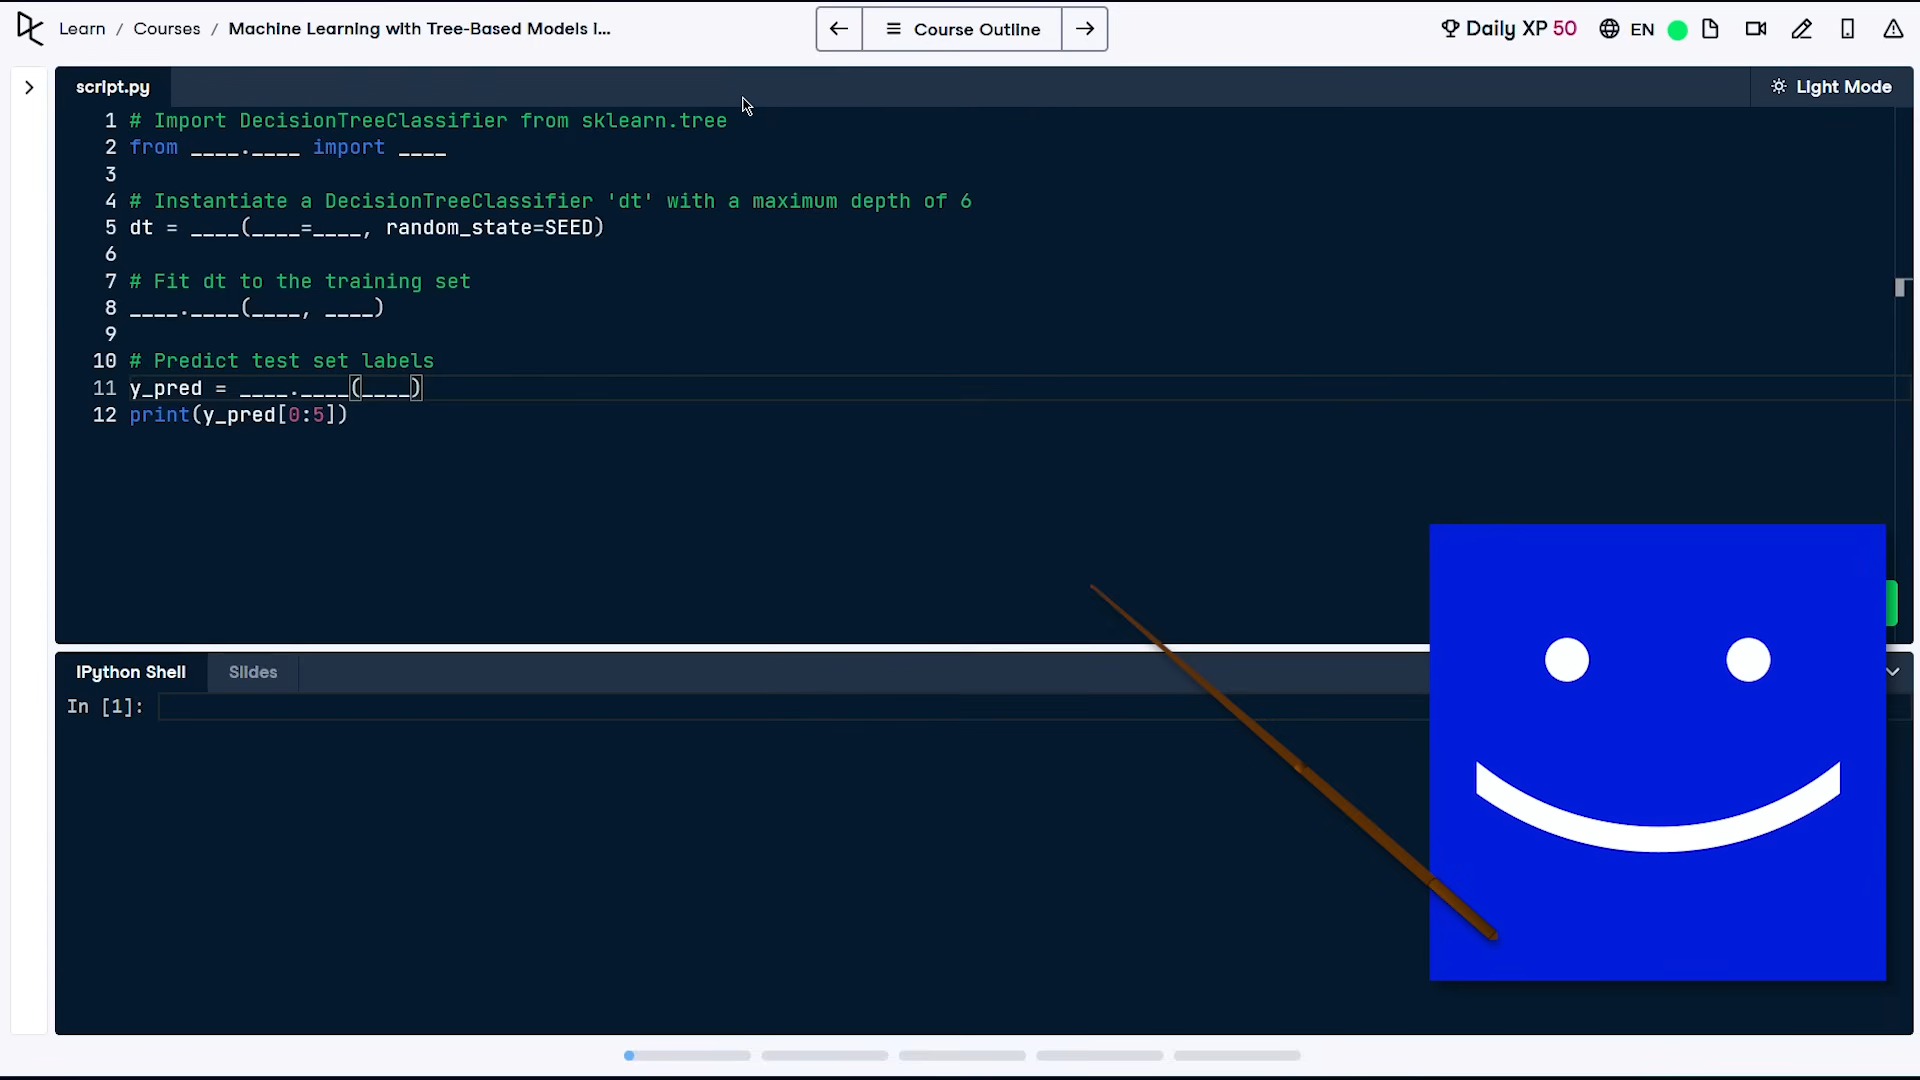 Learn / Courses / Machine Learning with Tree-Based Models i...
Course Outline
Daily XP 50
EN
script.py
Light Mode
1 # Import DecisionTreeClassifier from sklearn.tree
2 from ____.____ import ____
3
4 # Instantiate a DecisionTreeClassifier 'dt' with a maximum depth of 6
5 dt = ____(____=____, random_state=SEED)
6
7 # Fit dt to the training set
8 ____.____(____, ____)
9
10 # Predict test set labels
11 y_pred = ____.____(____)
12 print(y_pred[0:5])
IPython Shell
Slides
In [1]: